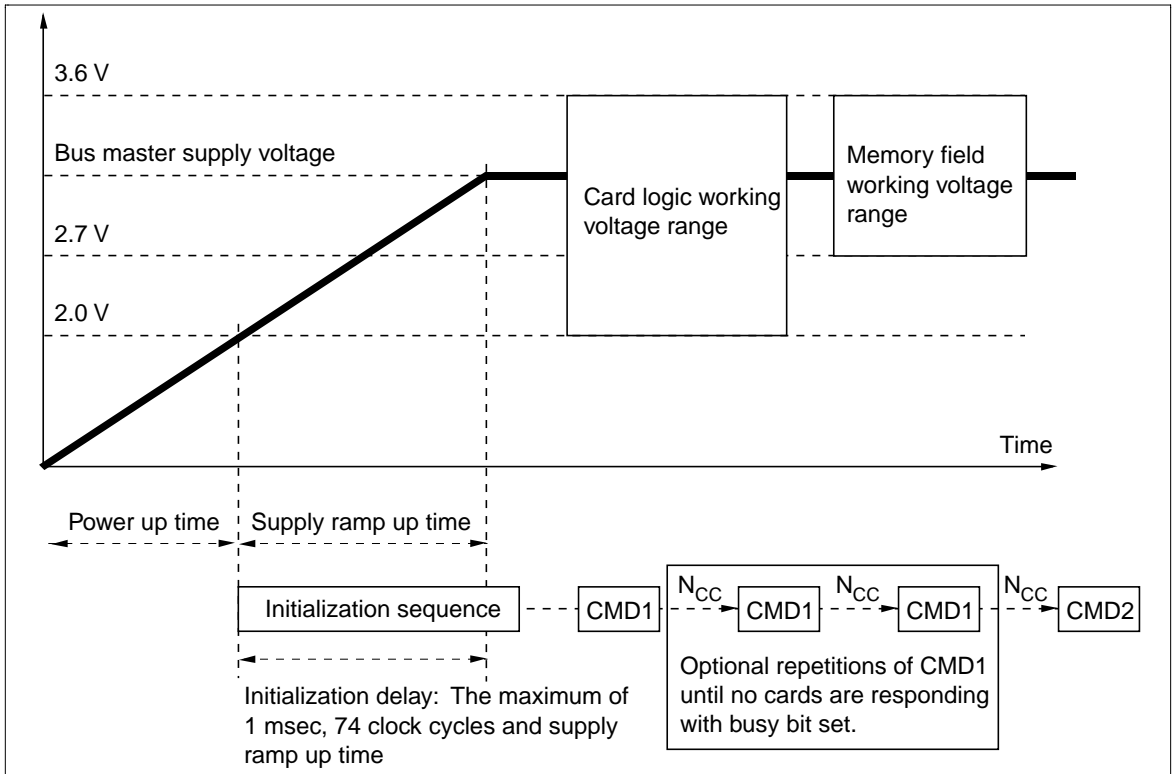 3.6 V
Bus master supply voltage
2.7 V
2.0 V
Card logic working
voltage range
Memory field
working voltage
range
Time
Power up time
Supply ramp up time
Initialization sequence
CMD1
NCC
CMD1
NCC
CMD1
NCC
CMD2
Optional repetitions of CMD1
until no cards are responding
with busy bit set.
Initialization delay: The maximum of
1 msec, 74 clock cycles and supply
ramp up time